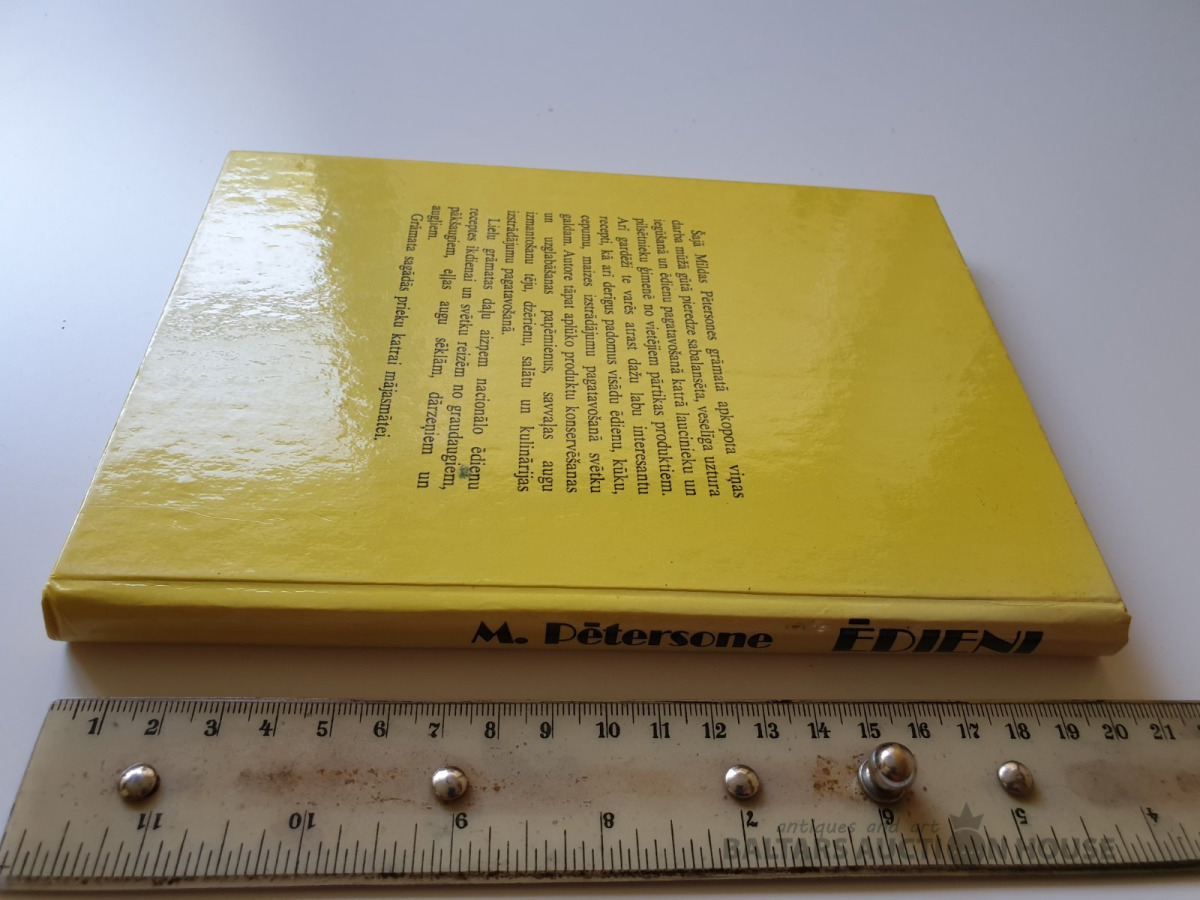 Šajā Mildas Pētersones grāmatā apkopota viņas
darba mūžā gūtā pieredze sabalansēta, veselīga uztura
iegūšanā un ēdienu pagatavošanā katrā laucinieku un
pilsētnieku ģimenē no vietējiem pārtikas produktiem.
Arī gardēži te varēs atrast dažu labu interesantu
recepti, kā arī derīgus padomus visādu ēdienu, kūku,
cepumu, maizes izstrādājumu pagatavošanā svētku
galdam. Autore tāpat aplūko produktu konservēšanas
un uzglabāšanas paņēmienus, savvaļas augu
izmantošanu tēju, dzērienu, salātu un kulinārijas
izstrādājumu pagatavošanā.
Lielu grāmatas daļu aizņem nacionālo ēdienu
receptes ikdienai un svētku reizēm no graudaugiem,
pākšaugiem, eļļas augu sēklām, dārzeņiem un
augļiem.
Grāmata sagādās prieku katrai mājasmātei.
M. Pētersone ĒDIENI
1 2 3 4 5 6 7 8 9 10 11 12 13 14 15 16 17 18 19 20 21
11 10 9 8 7 6 5 4
antiques and art
BALTARS AUCTION HOUSE